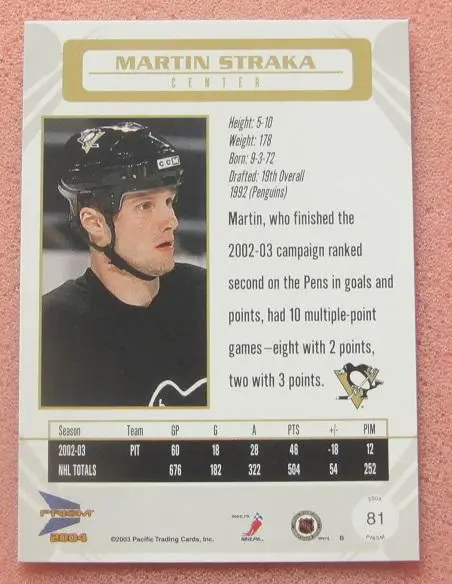 MARTIN STRAKA
CENTER
Height: 5-10
Weight: 178
Born: 9-3-72
Drafted: 19th Overall
1992 (Penguins)
CCM
Martin, who finished the
2002-03 campaign ranked
second on the Pens in goals and
points, had 10 multiple-point
games–eight with 2 points,
two with 3 points.
Season Team GP G A PTS +/- PIM
2002-03 PIT 60 18 28 46 -18 12
NHL TOTALS 676 182 322 504 54 252
PRISM
2004
©2003 Pacific Trading Cards, Inc.
NHLPA
2004
81
PRISM